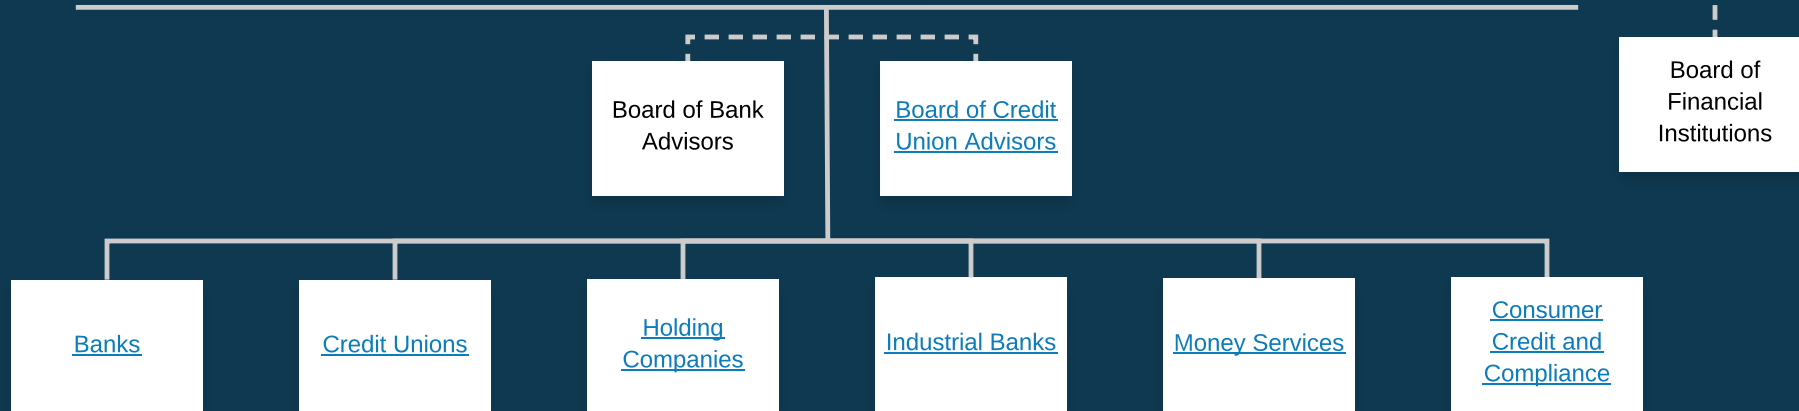 Board of Bank
Advisors
Board of Credit
Union Advisors
Board of
Financial
Institutions
Banks
Credit Unions
Holding
Companies
Industrial Banks
Money Services
Consumer
Credit and
Compliance